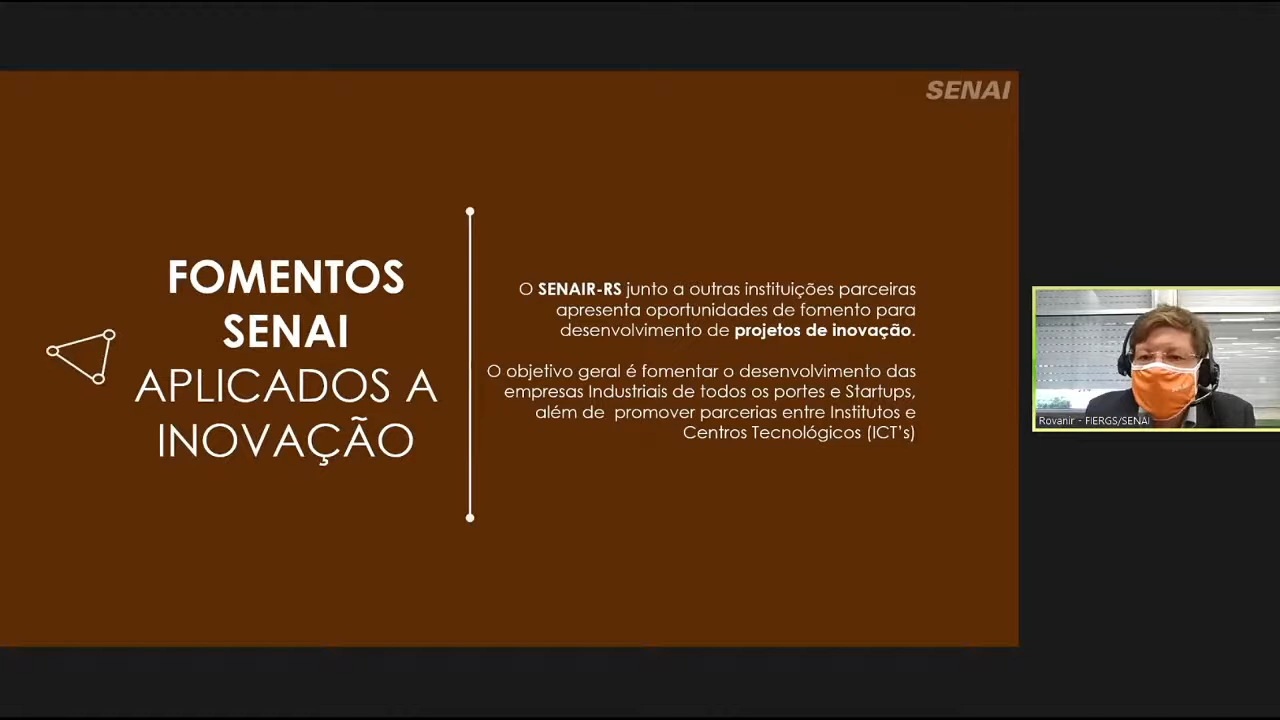 SENAI
FOMENTOS
SENAI
APLICADOS A
INOVAÇÃO
O SENAIR-RS junto a outras instituições parceiras
apresenta oportunidades de fomento para
desenvolvimento de projetos de inovação.
O objetivo geral é fomentar o desenvolvimento das
empresas Industriais de todos os portes e Startups,
além de  promover parcerias entre Institutos e
Centros Tecnológicos (ICT's)
Rovanir - FIERGS/SENAI